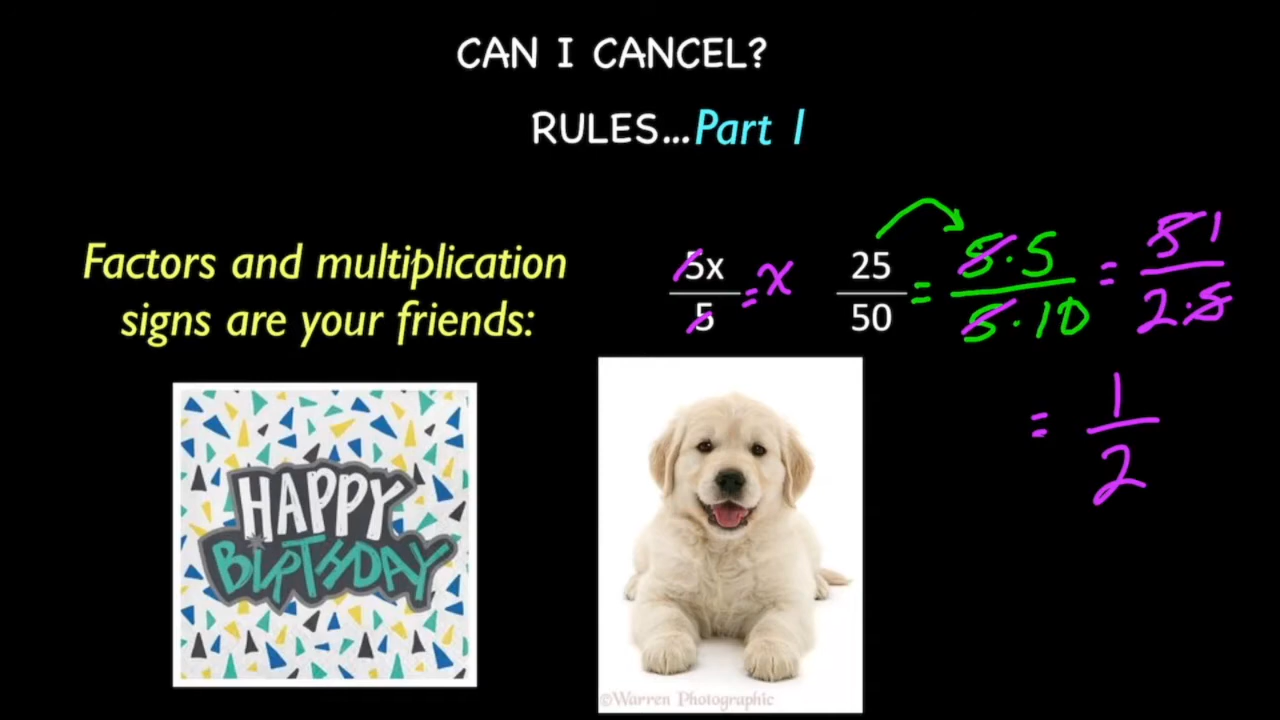 CAN I CANCEL?
RULES...Part 1
Factors and multiplication
signs are your friends:
5x
5
= x
25
50
=
5·5
5·10
=
5 1
2·5
=
1
2
HAPPY
BIRTHDAY
©Warren Photographic